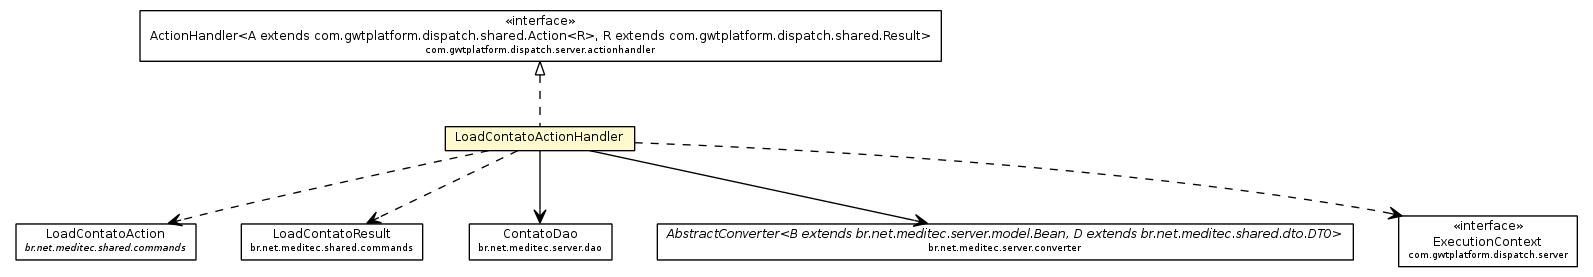 «interface»
ActionHandler<A extends com.gwtplatform.dispatch.shared.Action<R>, R extends com.gwtplatform.dispatch.shared.Result>
com.gwtplatform.dispatch.server.actionhandler
LoadContatoActionHandler
LoadContatoAction
br.net.meditec.shared.commands
LoadContatoResult
br.net.meditec.shared.commands
ContatoDao
br.net.meditec.server.dao
AbstractConverter<B extends br.net.meditec.server.model.Bean, D extends br.net.meditec.shared.dto.DTO>
br.net.meditec.server.converter
«interface»
ExecutionContext
com.gwtplatform.dispatch.server